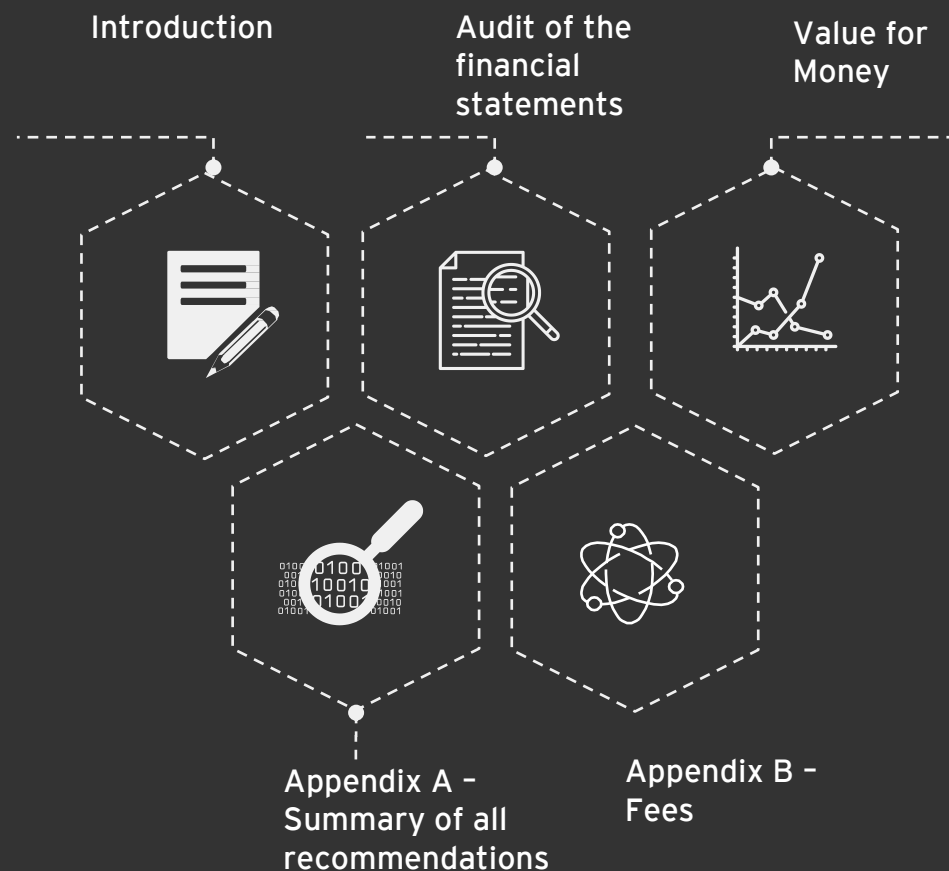 Introduction
Audit of the
financial
statements
Value for
Money
Appendix A –
Summary of all
recommendations
Appendix B –
Fees